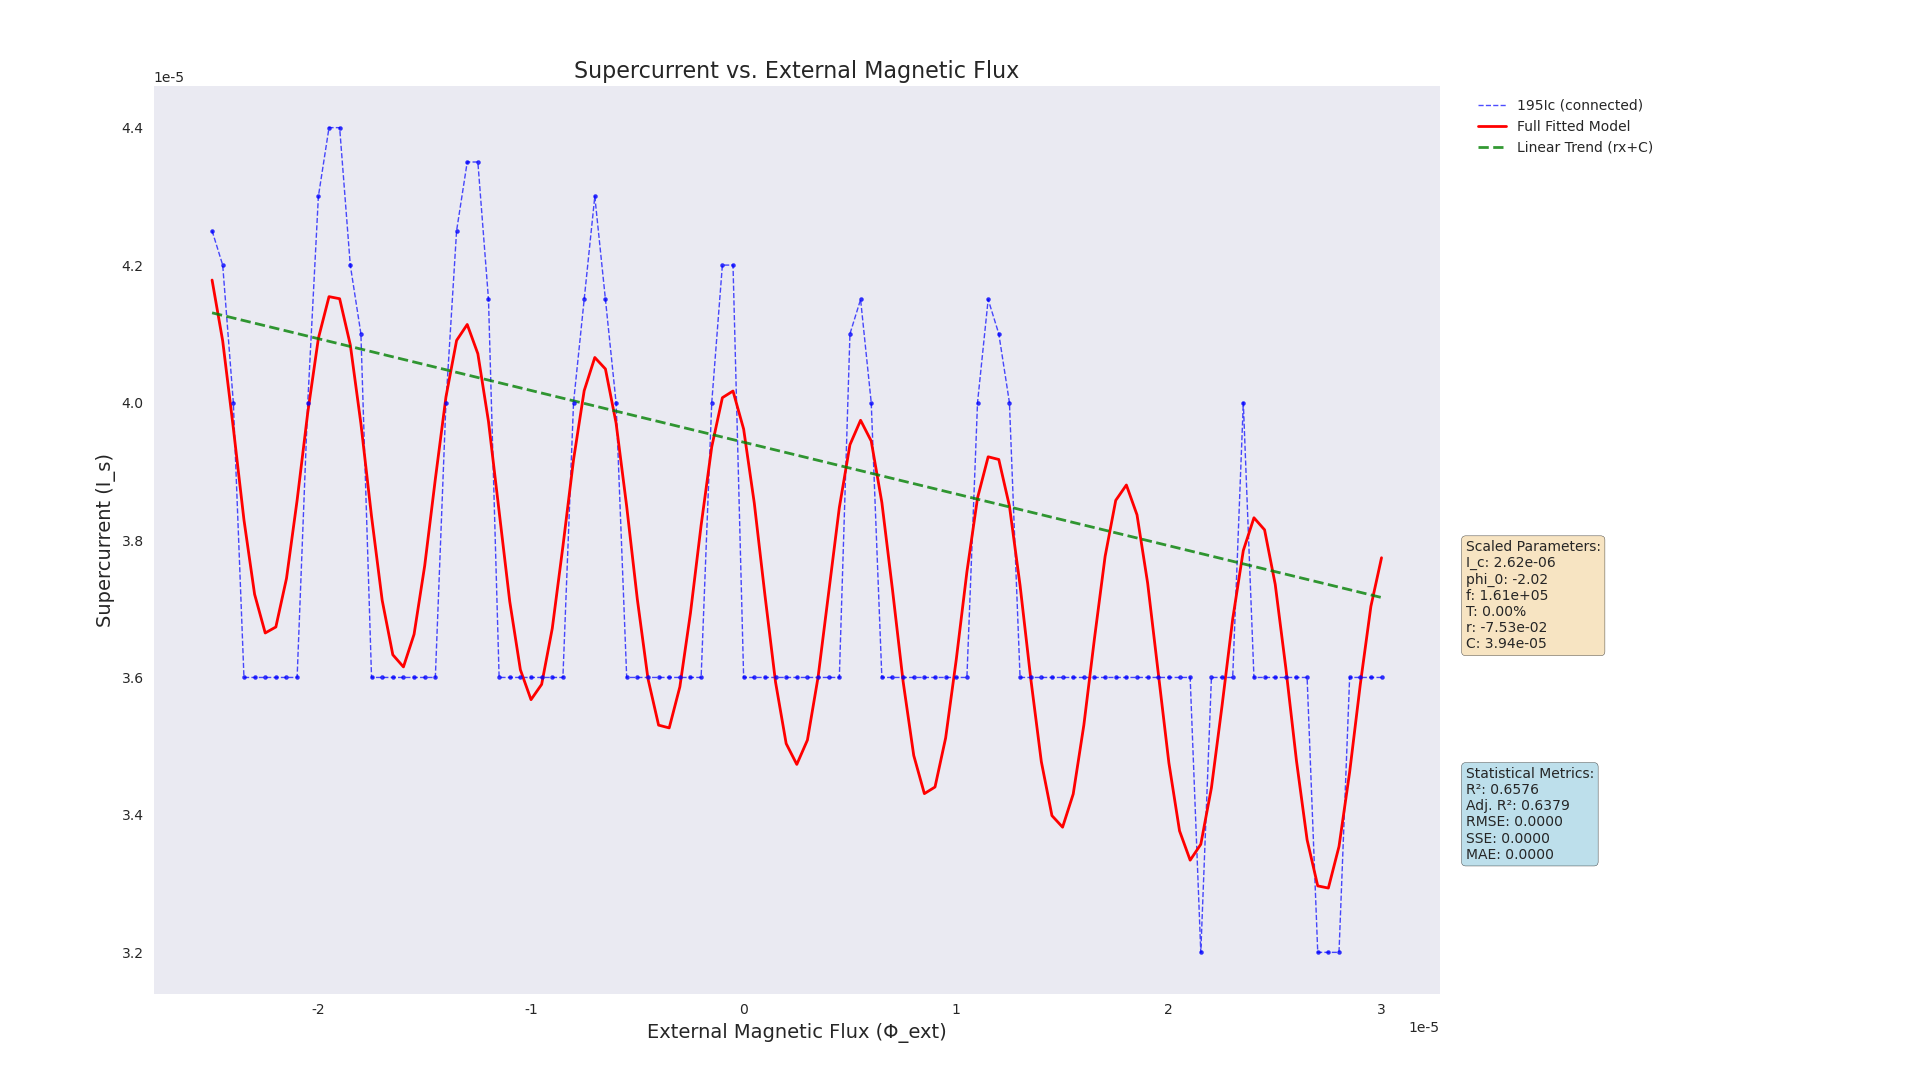 Supercurrent vs. External Magnetic Flux
1e-5
4.4
4.2
4.0
3.8
3.6
3.4
3.2
Supercurrent (I_s)
-2
-1
0
1
2
3
1e-5
External Magnetic Flux (Φ_ext)
195Ic (connected)
Full Fitted Model
Linear Trend (rx+C)
Scaled Parameters:
I_c: 2.62e-06
phi_0: -2.02
f: 1.61e+05
T: 0.00%
r: -7.53e-02
C: 3.94e-05
Statistical Metrics:
R²: 0.6576
Adj. R²: 0.6379
RMSE: 0.0000
SSE: 0.0000
MAE: 0.0000